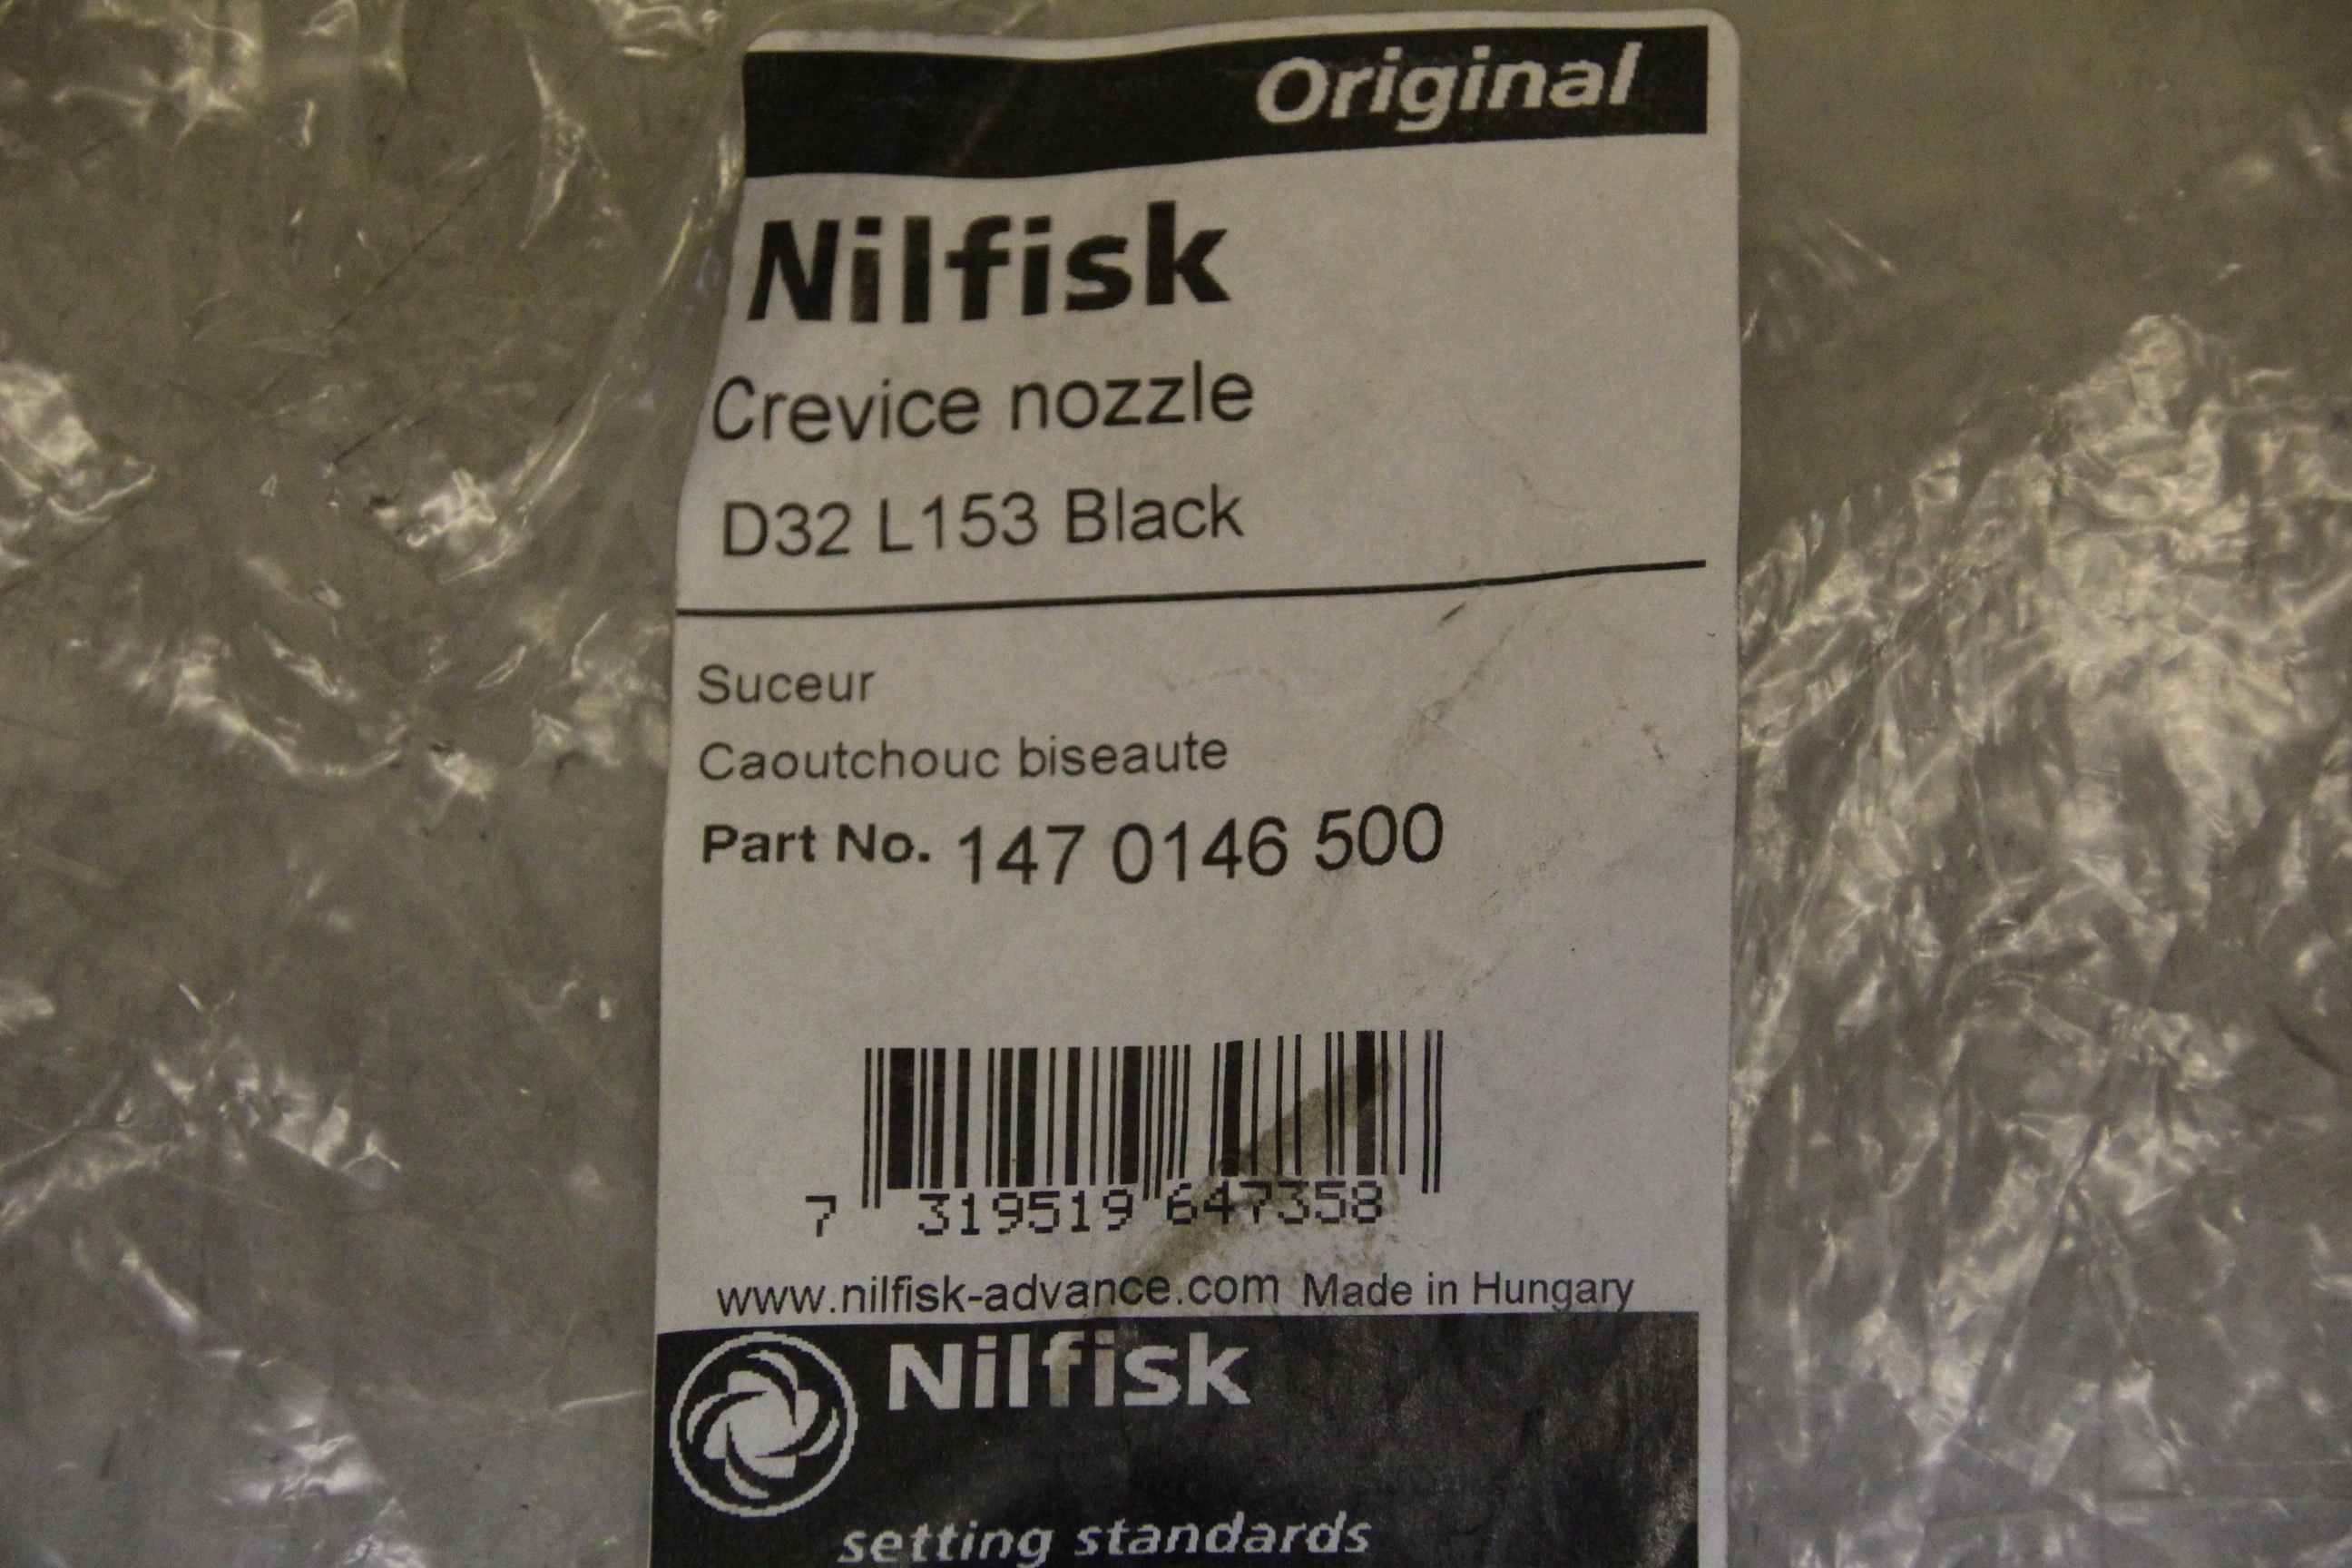 Original
Nilfisk
Crevice nozzle
D32 L153 Black
Suceur
Caoutchouc biseaute
Part No. 147 0146 500
7 319519 647358
www.nilfisk-advance.com Made in Hungary
Nilfisk
setting standards